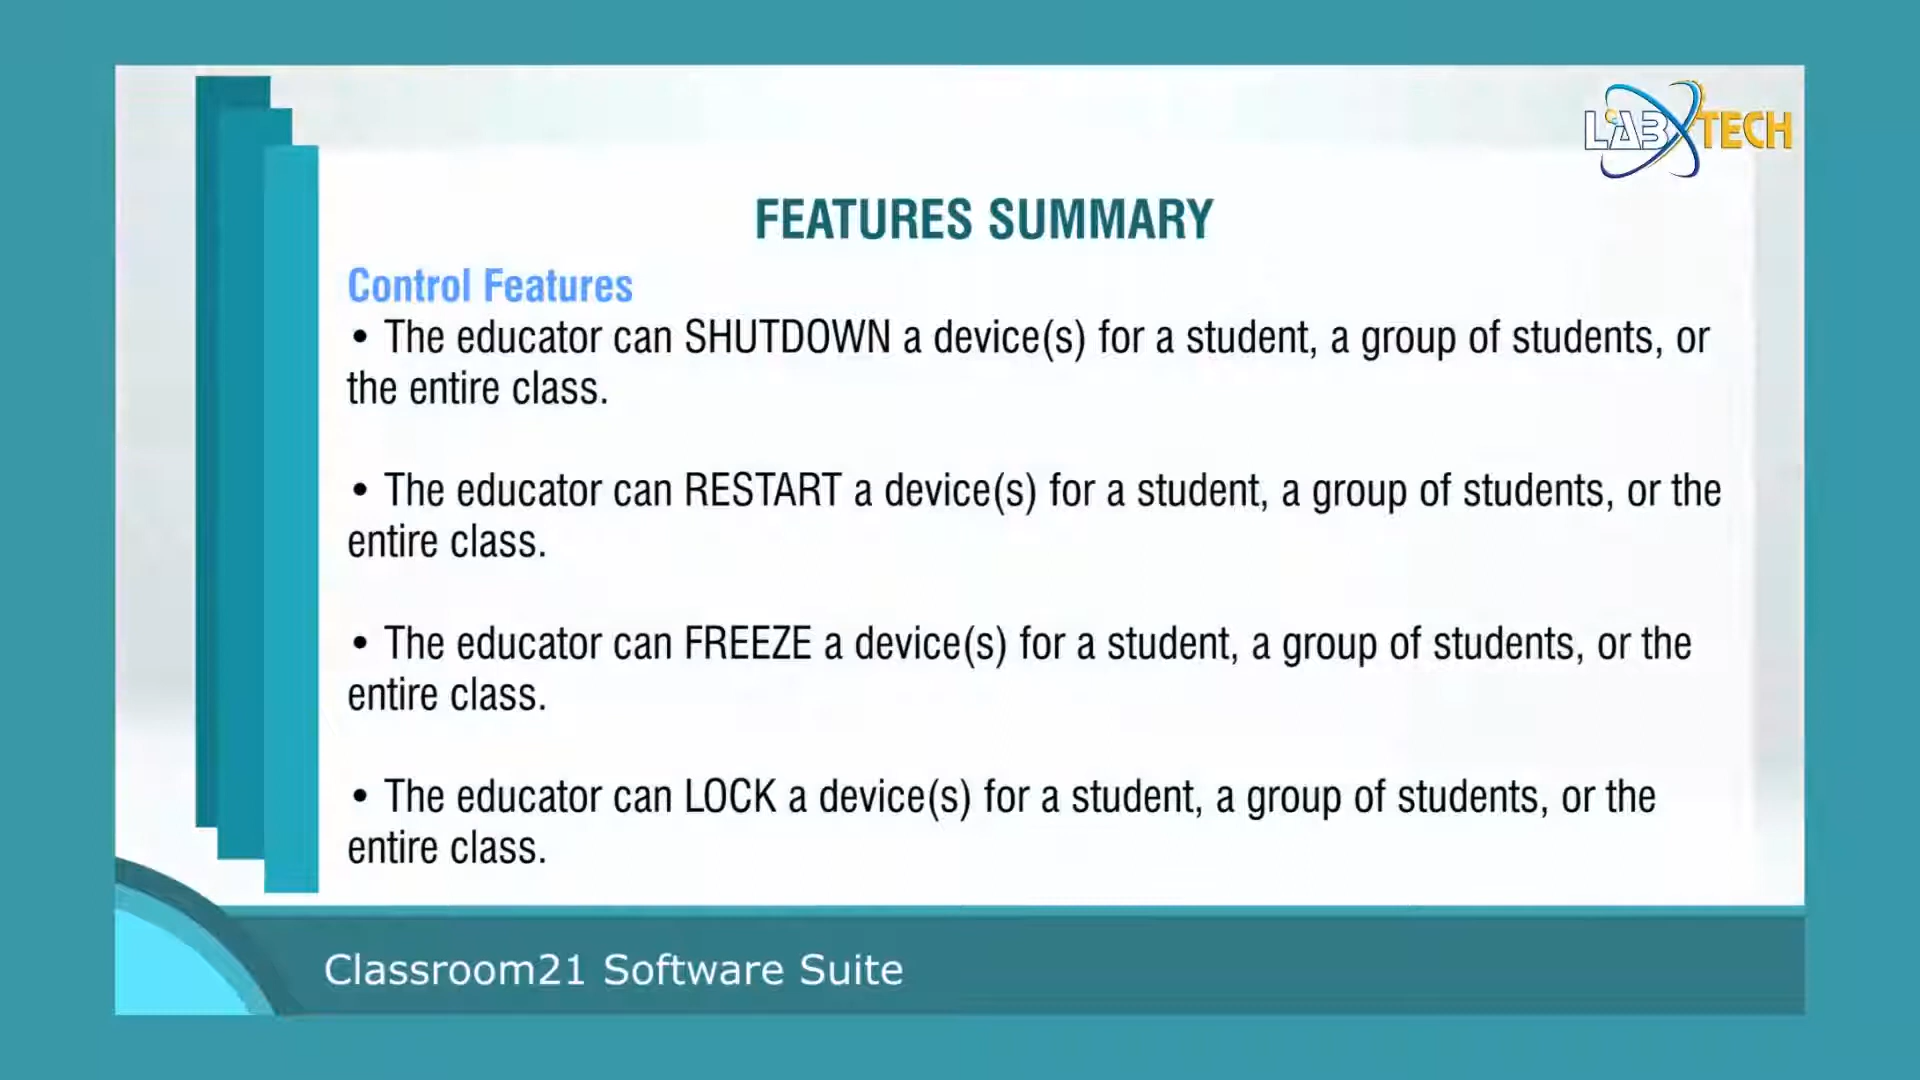 LABXTECH
FEATURES SUMMARY
Control Features
• The educator can SHUTDOWN a device(s) for a student, a group of students, or
the entire class.
• The educator can RESTART a device(s) for a student, a group of students, or the
entire class.
• The educator can FREEZE a device(s) for a student, a group of students, or the
entire class.
• The educator can LOCK a device(s) for a student, a group of students, or the
entire class.
Classroom21 Software Suite